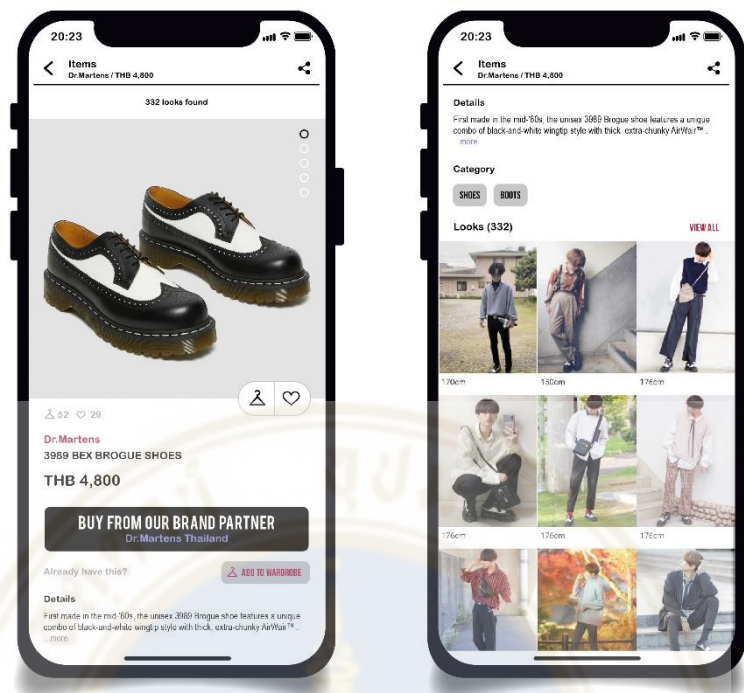 20:23
Items
Dr.Martens / THB 4,800
332 looks found
52 29
Dr.Martens
3989 BEX BROGUE SHOES
THB 4,800
BUY FROM OUR BRAND PARTNER
Dr.Martens Thailand
Already have this?
ADD TO WARDROBE
Details
First made in the mid-'60s, the unisex 3989 Brogue shoe features a unique
combo of black-and-white wingtip style with thick, extra-chunky AirWair™ .
...more
20:23
Items
Dr.Martens / THB 4,800
Details
First made in the mid-'60s, the unisex 3989 Brogue shoe features a unique
combo of black-and-white wingtip style with thick, extra-chunky AirWair™ .
... more
Category
SHOES BOOTS
Looks (332) VIEW ALL
170cm 150cm 176cm
176cm 176cm 176cm